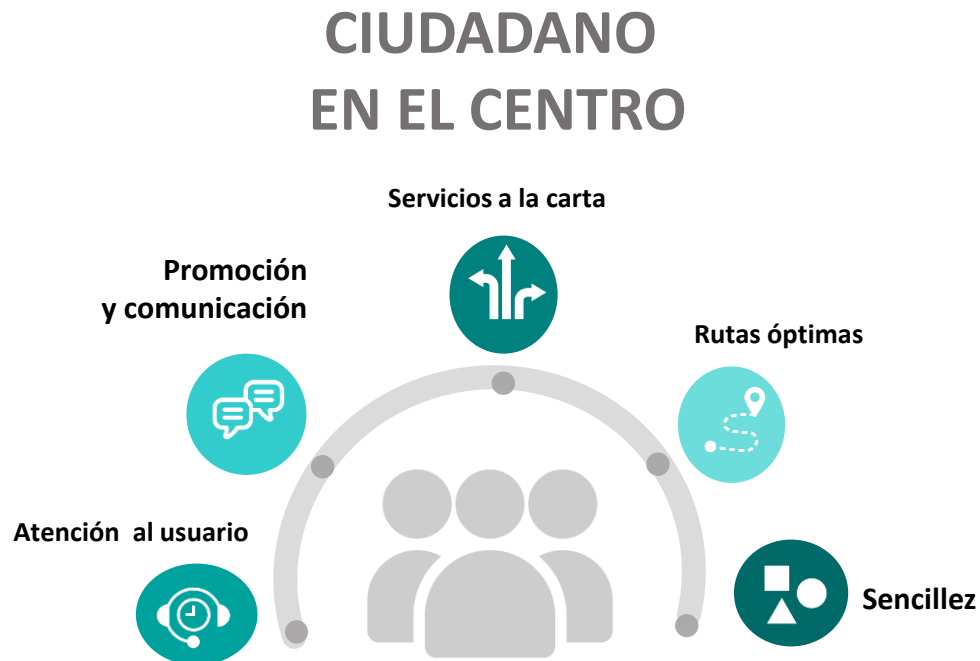 CIUDADANO
EN EL CENTRO
Servicios a la carta
Promoción
y comunicación
Rutas óptimas
Atención al usuario
Sencillez